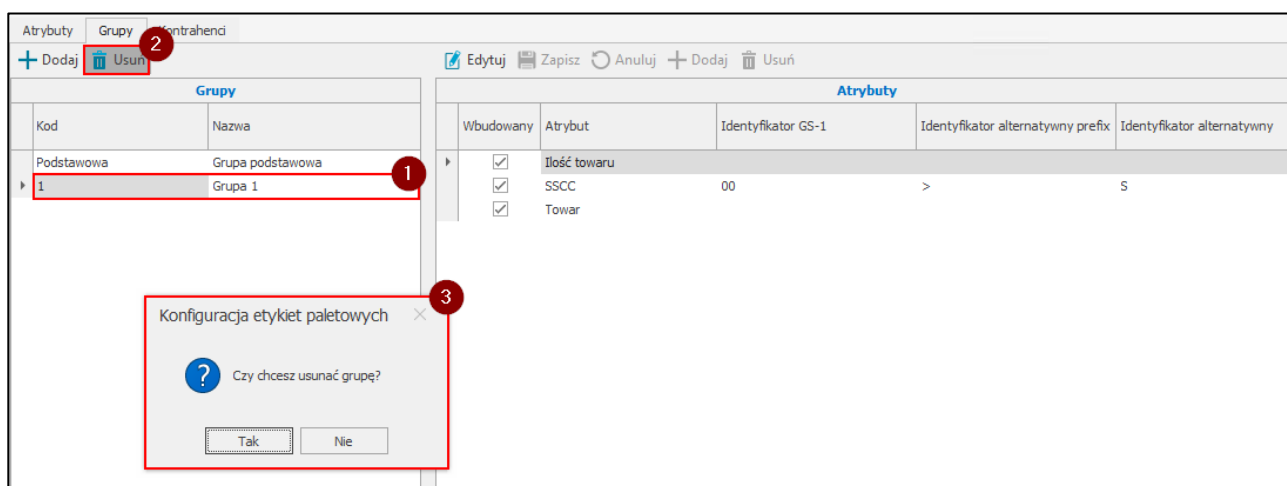 Atrybuty Grupy Kontrahenci
2
Dodaj Usuń
Edytuj Zapisz Anuluj Dodaj Usuń
Grupy
Atrybuty
Kod Nazwa
Wbudowany Atrybut Identyfikator GS-1 Identyfikator alternatywny prefix Identyfikator alternatywny
Podstawowa Grupa podstawowa
1
Ilość towaru
1 Grupa 1
SSCC 00 > S
Towar
3
Konfiguracja etykiet paletowych
?
Czy chcesz usunać grupę?
Tak Nie